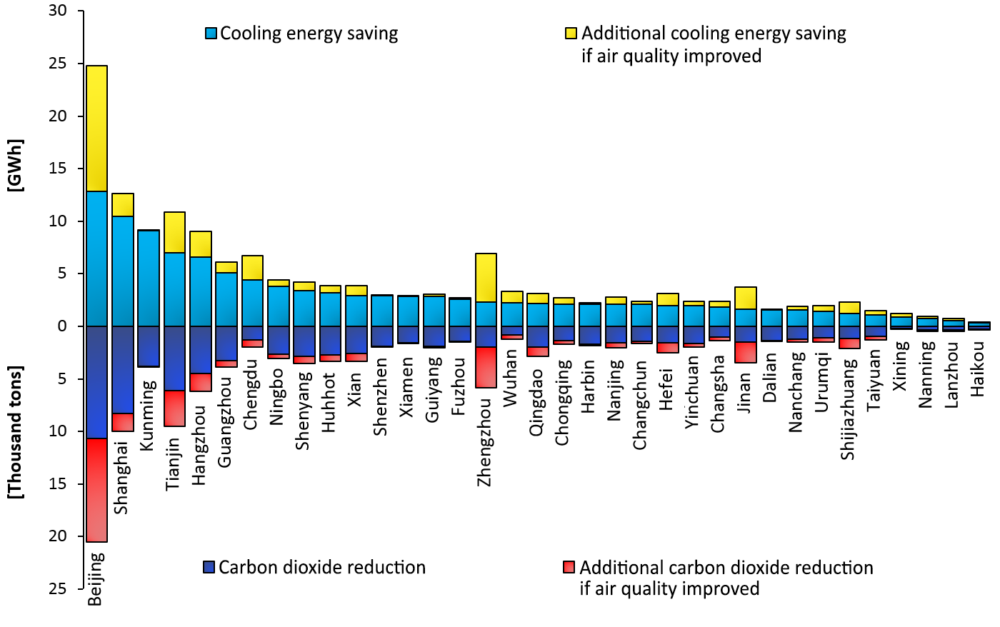 30
25
20
15
10
5
0
5
10
15
20
25
[GWh]
[Thousand tons]
Cooling energy saving
Additional cooling energy saving
if air quality improved
Beijing
Shanghai
Kunming
Tianjin
Hangzhou
Guangzhou
Chengdu
Ningbo
Shenyang
Huhhot
Xian
Shenzhen
Xiamen
Guiyang
Fuzhou
Zhengzhou
Wuhan
Qingdao
Chongqing
Harbin
Nanjing
Changchun
Hefei
Yinchuan
Changsha
Jinan
Dalian
Nanchang
Urumqi
Shijiazhuang
Taiyuan
Xining
Nanning
Lanzhou
Haikou
Carbon dioxide reduction
Additional carbon dioxide reduction
if air quality improved